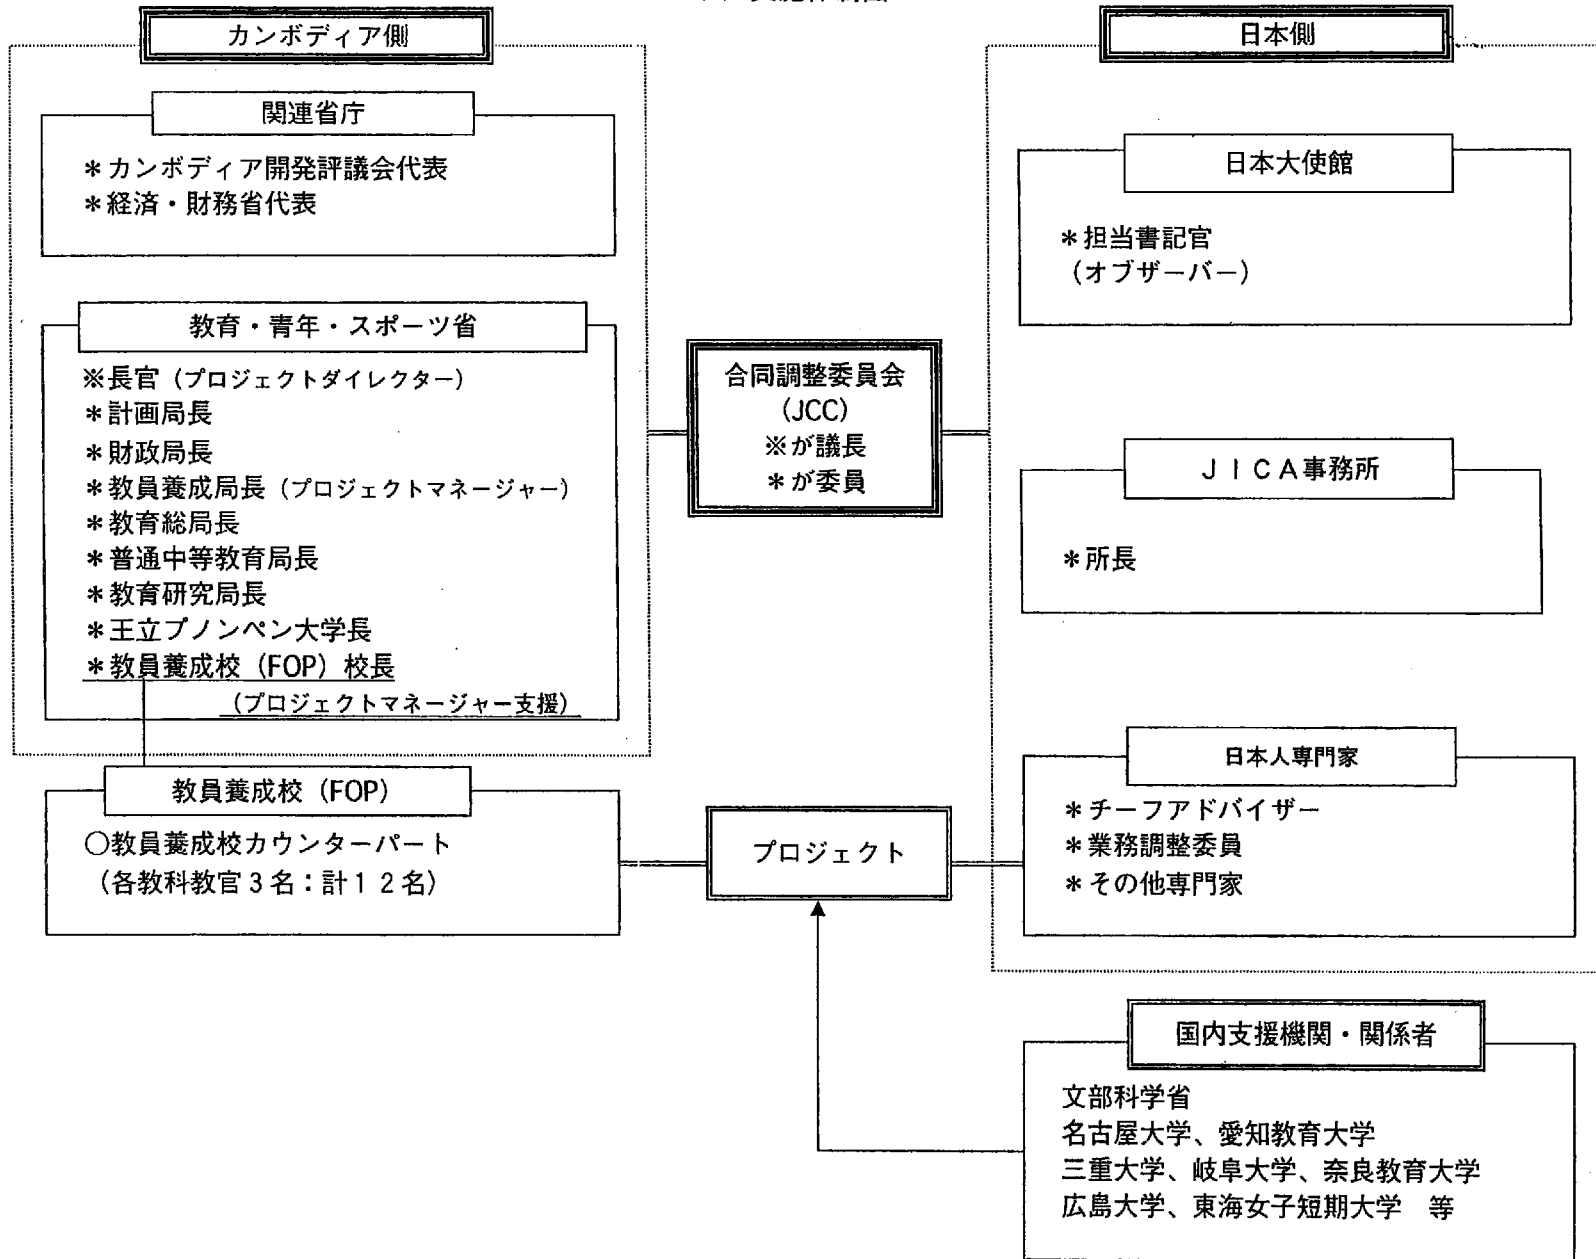 カンボディア側
関連省庁
＊カンボディア開発評議会代表
＊経済・財務省代表
教育・青年・スポーツ省
※長官（プロジェクトダイレクター）
＊計画局長
＊財政局長
＊教員養成局長（プロジェクトマネージャー）
＊教育総局長
＊普通中等教育局長
＊教育研究局長
＊王立プノンペン大学長
＊教員養成校（FOP）校長
（プロジェクトマネージャー支援）
教員養成校（FOP）
○教員養成校カウンターパート
（各教科教官３名：計１２名）
合同調整委員会
(JCC)
※が議長
＊が委員
プロジェクト
日本側
日本大使館
＊担当書記官
（オブザーバー）
ＪＩＣＡ事務所
＊所長
日本人専門家
＊チーフアドバイザー
＊業務調整委員
＊その他専門家
国内支援機関・関係者
文部科学省
名古屋大学、愛知教育大学
三重大学、岐阜大学、奈良教育大学
広島大学、東海女子短期大学　等